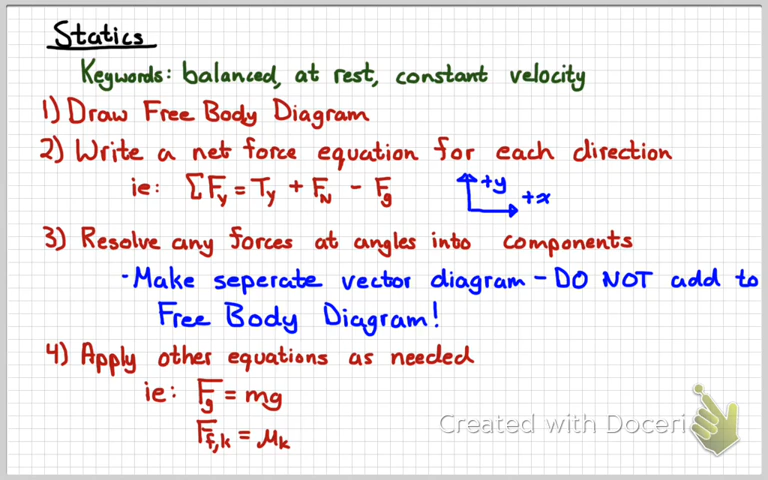 Statics
Keywords: balanced, at rest, constant velocity
1) Draw Free Body Diagram
2) Write a net force equation for each direction
ie: ΣFy = Ty + FN - Fg
+y
+x
3) Resolve any forces at angles into components
- Make seperate vector diagram - DO NOT add to
Free Body Diagram!
4) Apply other equations as needed
ie: Fg = mg
Ff,k = μk
Created with Doceri